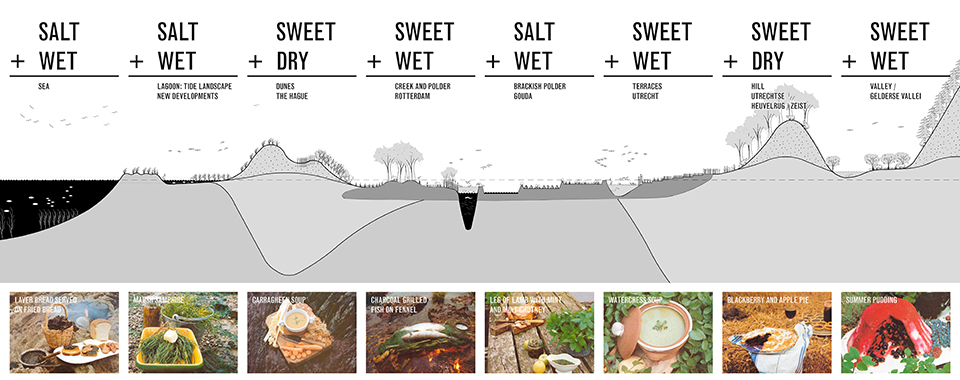 SALT
+ WET
SEA
SALT
+ WET
LAGOON: TIDE LANDSCAPE
NEW DEVELOPMENTS
SWEET
+ DRY
DUNES
THE HAGUE
SWEET
+ WET
CREEK AND POLDER
ROTTERDAM
SALT
+ WET
BRACKISH POLDER
GOUDA
SWEET
+ WET
TERRACES
UTRECHT
SWEET
+ DRY
HILL
UTRECHTSE
HEUVELRUG / ZEIST
SWEET
+ WET
VALLEY /
GELDERSE VALLEI
LAVER BREAD SERVED
ON FRIED BREAD
MARSH SAMPHIRE
CARRAGHEEN SOUP
CHARCOAL GRILLED
FISH ON FENNEL
LEG OF LAMB WITH MINT
AND MINT CHUTNEY
WATERCRESS SOUP
BLACKBERRY AND APPLE PIE
SUMMER PUDDING